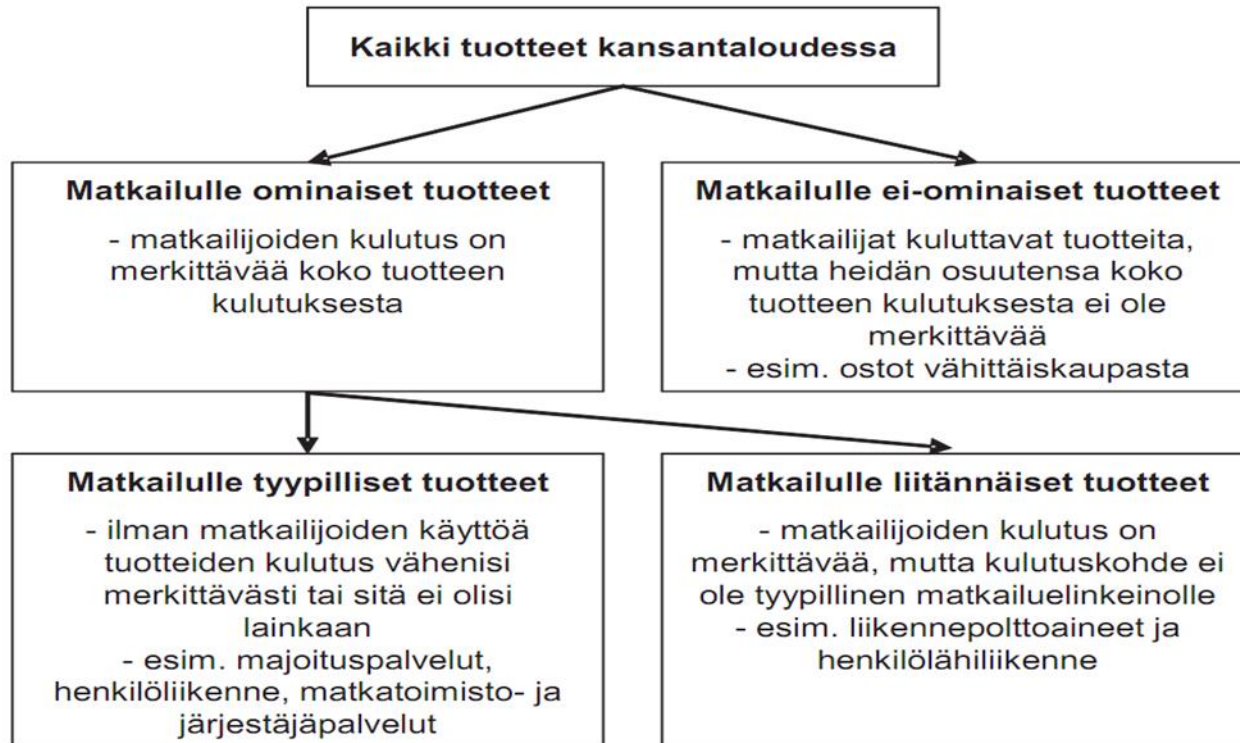 Kaikki tuotteet kansantaloudessa
Matkailulle ominaiset tuotteet
- matkailijoiden kulutus on
merkittävää koko tuotteen
kulutuksesta
Matkailulle ei-ominaiset tuotteet
- matkailijat kuluttavat tuotteita,
mutta heidän osuutensa koko
tuotteen kulutuksesta ei ole
merkittävää
- esim. ostot vähittäiskaupasta
Matkailulle tyypilliset tuotteet
- ilman matkailijoiden käyttöä
tuotteiden kulutus vähenisi
merkittävästi tai sitä ei olisi
lainkaan
- esim. majoituspalvelut,
henkilöliikenne, matkatoimisto- ja
järjestäjäpalvelut
Matkailulle liitännäiset tuotteet
- matkailijoiden kulutus on
merkittävää, mutta kulutuskohde ei
ole tyypillinen matkailuelinkeinolle
- esim. liikennepolttoaineet ja
henkilölähiliikenne